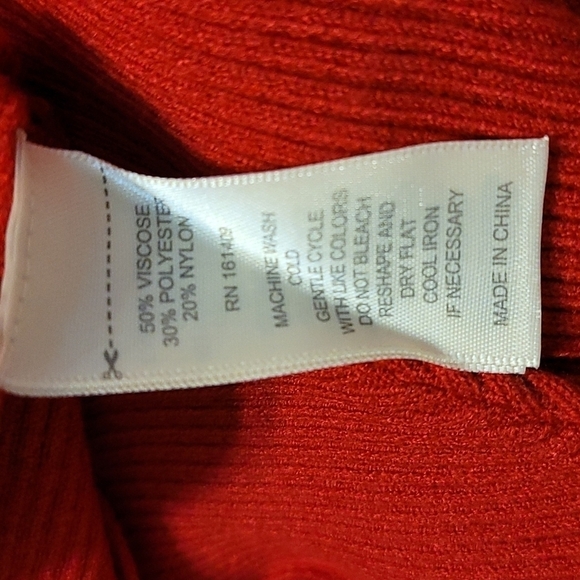 50% VISCOSE
30% POLYESTER
20% NYLON
RN 161409
MACHINE WASH
COLD
GENTLE CYCLE
WITH LIKE COLORS
DO NOT BLEACH
RESHAPE AND
DRY FLAT
COOL IRON
IF NECESSARY
MADE IN CHINA